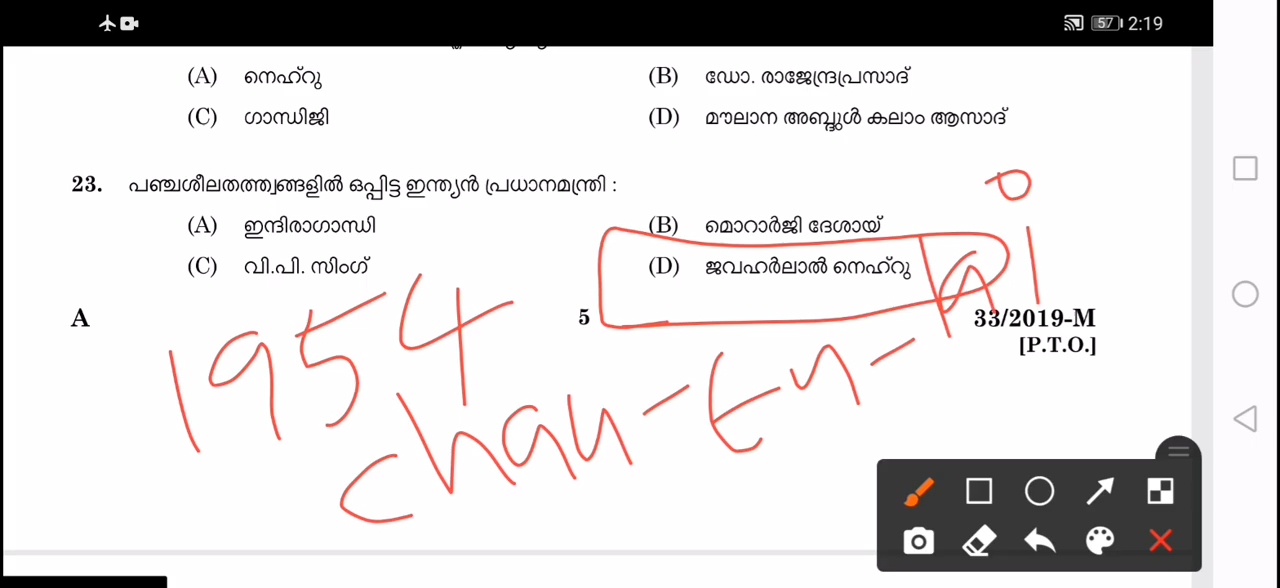 57 2:19
(A) നെഹ്റു (B) ഡോ. രാജേന്ദ്രപ്രസാദ്
(C) ഗാന്ധിജി (D) മൗലാന അബ്ദുൾ കലാം ആസാദ്
23. പഞ്ചശീലതത്ത്വങ്ങളിൽ ഒപ്പിട്ട ഇന്ത്യൻ പ്രധാനമന്ത്രി :
(A) ഇന്ദിരാഗാന്ധി (B) മൊറാർജി ദേശായ്
(C) വി.പി. സിംഗ് (D) ജവഹർലാൽ നെഹ്റു
A 5 33/2019-M
[P.T.O.]
1954
chau-En-lai